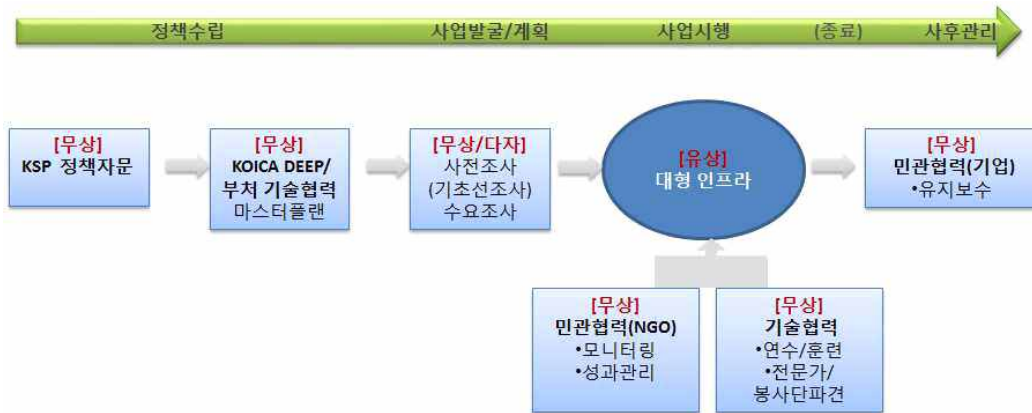 정책수립 사업발굴/계획 사업시행 (종료) 사후관리
[무상]
KSP 정책자문
[무상]
KOICA DEEP/
부처 기술협력
마스터플랜
[무상/다자]
사전조사
(기초선조사)
수요조사
[유상]
대형 인프라
[무상]
민관협력(기업)
•유지보수
[무상]
민관협력(NGO)
•모니터링
•성과관리
[무상]
기술협력
•연수/훈련
•전문가/
봉사단파견